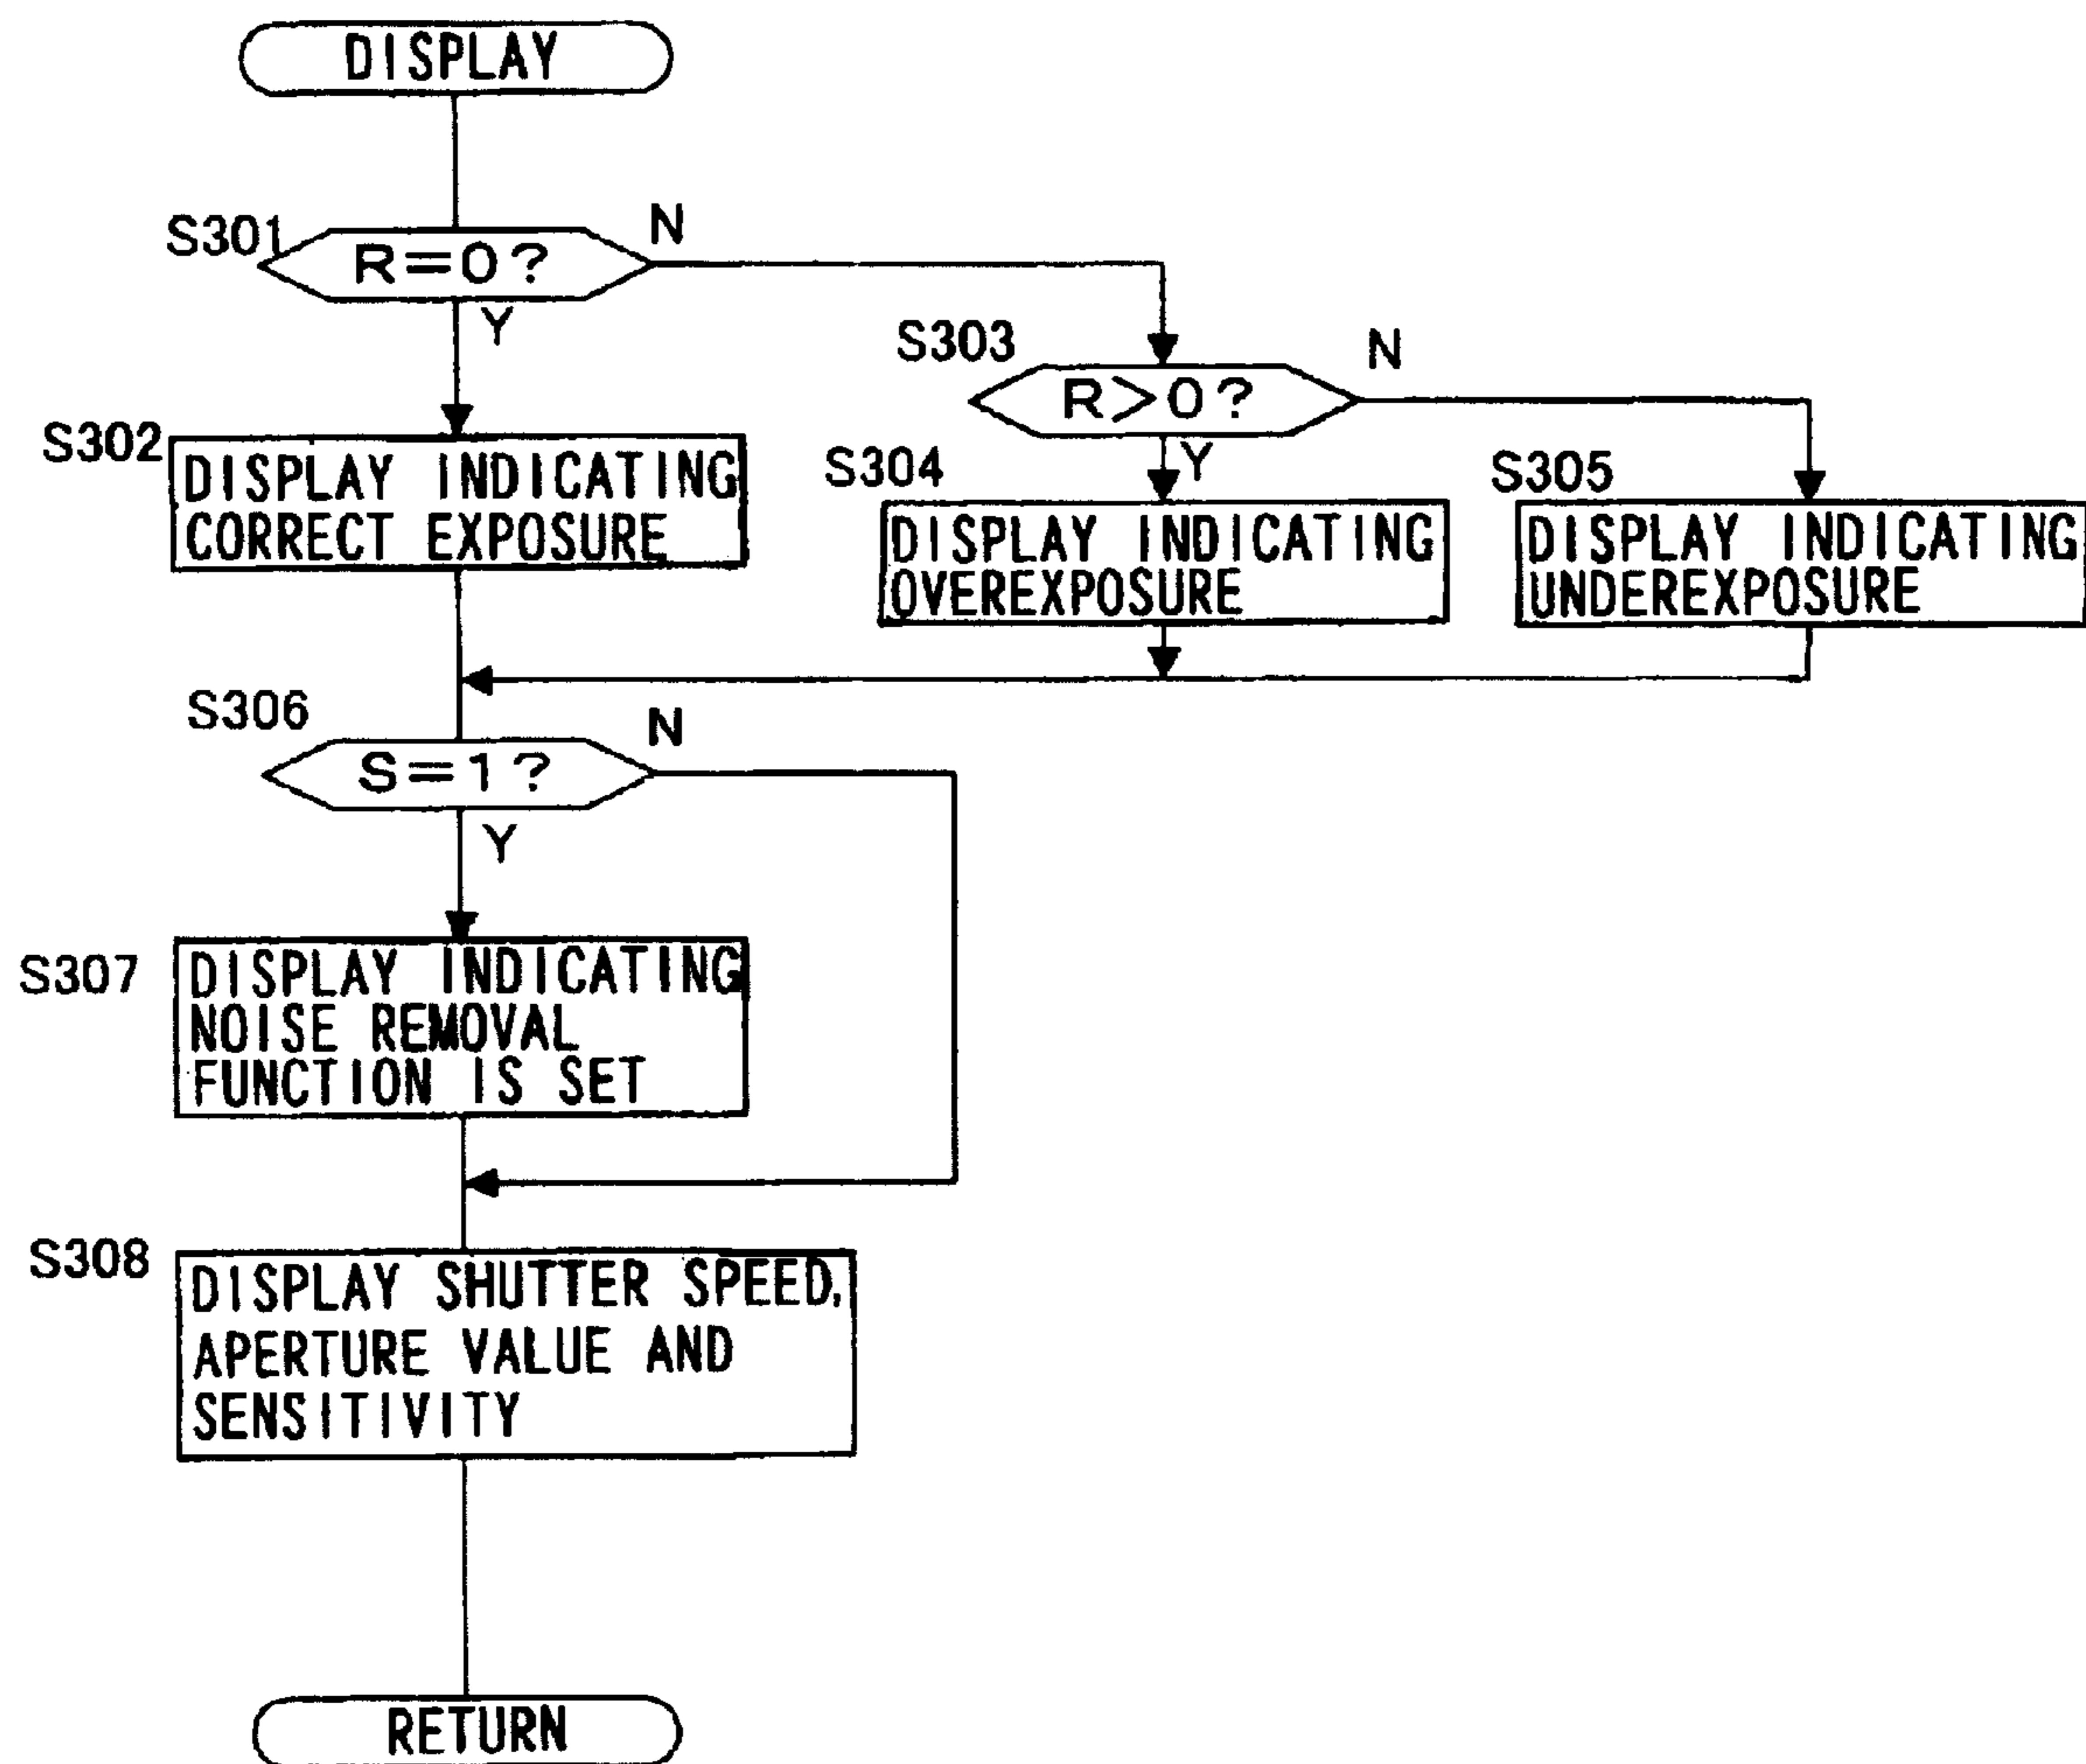 DISPLAY
S301
R=0?
N
Y
S303
R>0?
N
Y
S302
DISPLAY INDICATING
CORRECT EXPOSURE
S304
DISPLAY INDICATING
OVEREXPOSURE
S305
DISPLAY INDICATING
UNDEREXPOSURE
S306
S=1?
N
Y
S307
DISPLAY INDICATING
NOISE REMOVAL
FUNCTION IS SET
S308
DISPLAY SHUTTER SPEED,
APERTURE VALUE AND
SENSITIVITY
RETURN